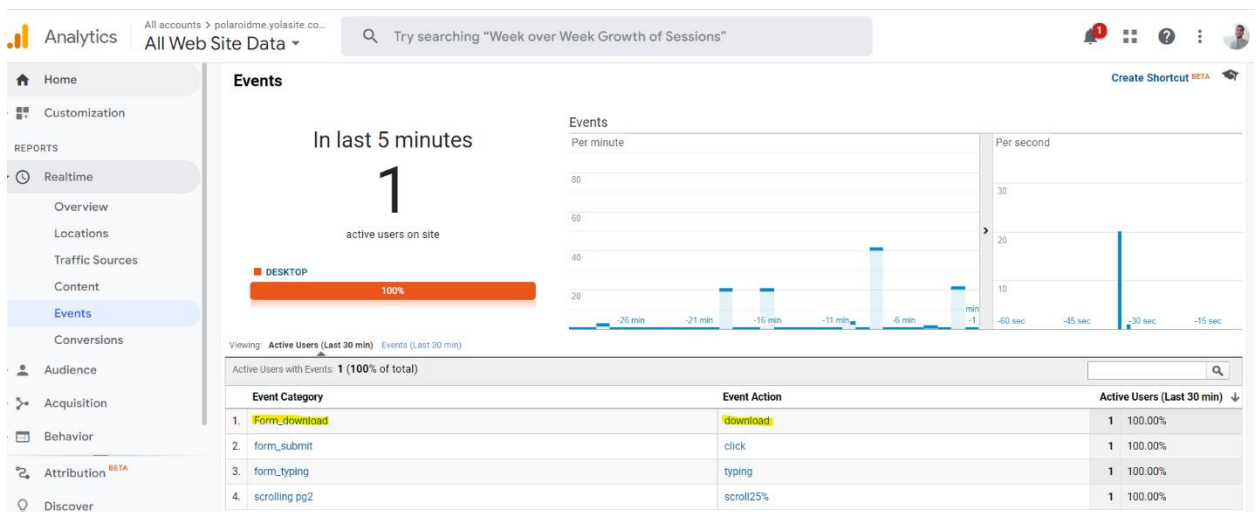 Analytics
All accounts > polaroidme.yolasite.co...
All Web Site Data
Try searching "Week over Week Growth of Sessions"
1
Home
Customization
REPORTS
Realtime
Overview
Locations
Traffic Sources
Content
Events
Conversions
Audience
Acquisition
Behavior
Attribution BETA
Discover
Events
Create Shortcut BETA
In last 5 minutes
1
active users on site
DESKTOP
100%
Events
Per minute
80
60
40
20
-26 min
-21 min
-16 min
-11 min
-6 min
min
-1
Per second
30
20
10
-60 sec
-45 sec
-30 sec
-15 sec
Viewing: Active Users (Last 30 min) Events (Last 30 min)
Active Users with Events: 1 (100% of total)
Event Category Event Action Active Users (Last 30 min)
1. Form_download download 1 100.00%
2. form_submit click 1 100.00%
3. form_typing typing 1 100.00%
4. scrolling pg2 scroll25% 1 100.00%